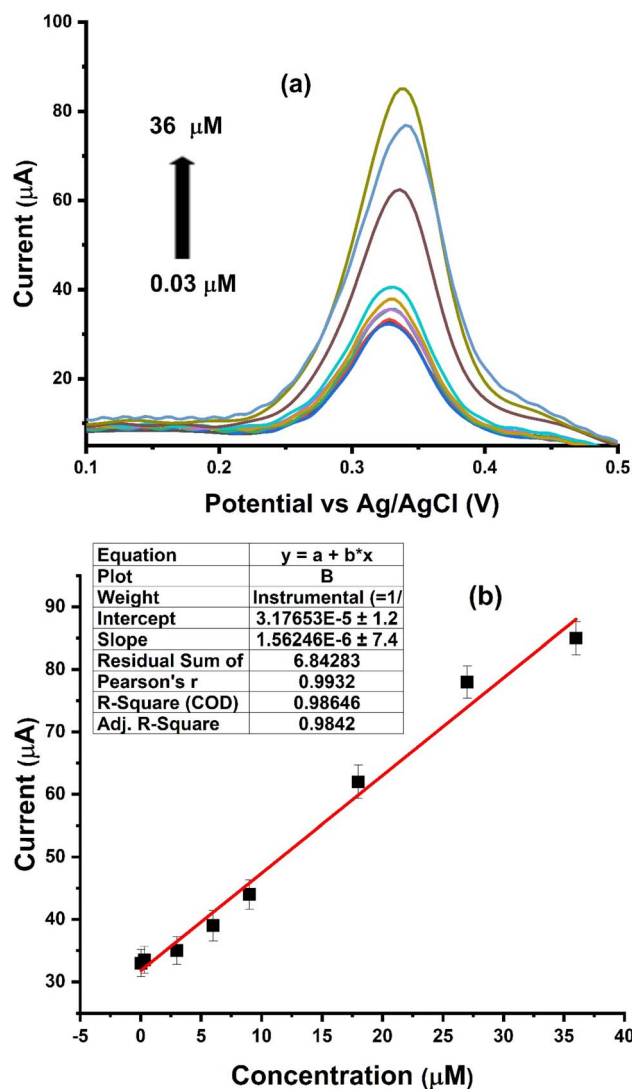 100
(a)
80
36 μM
60
Current (μA)
40
0.03 μM
20
0.1 0.2 0.3 0.4 0.5
Potential vs Ag/AgCl (V)
Equation y = a + b*x
Plot B
Weight Instrumental (=1/
Intercept 3.17653E-5 ± 1.2
Slope 1.56246E-6 ± 7.4
Residual Sum of 6.84283
Pearson's r 0.9932
R-Square (COD) 0.98646
Adj. R-Square 0.9842
(b)
90
80
70
60
50
40
30
Current (μA)
-5 0 5 10 15 20 25 30 35 40
Concentration (μM)